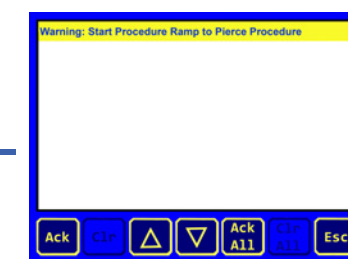 Warning: Start Procedure Ramp to Pierce Procedure
Ack Clr Ack All Clr All Esc